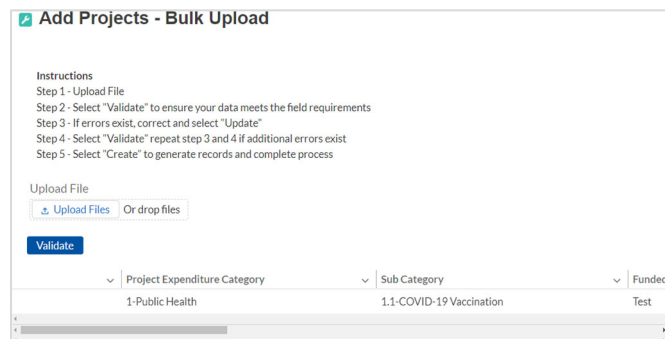 Add Projects - Bulk Upload
Instructions
Step 1 - Upload File
Step 2 - Select "Validate" to ensure your data meets the field requirements
Step 3 - If errors exist, correct and select "Update"
Step 4 - Select "Validate" repeat step 3 and 4 if additional errors exist
Step 5 - Select "Create" to generate records and complete process
Upload File
Upload Files Or drop files
Validate
Project Expenditure Category Sub Category Funded
1-Public Health 1.1-COVID-19 Vaccination Test